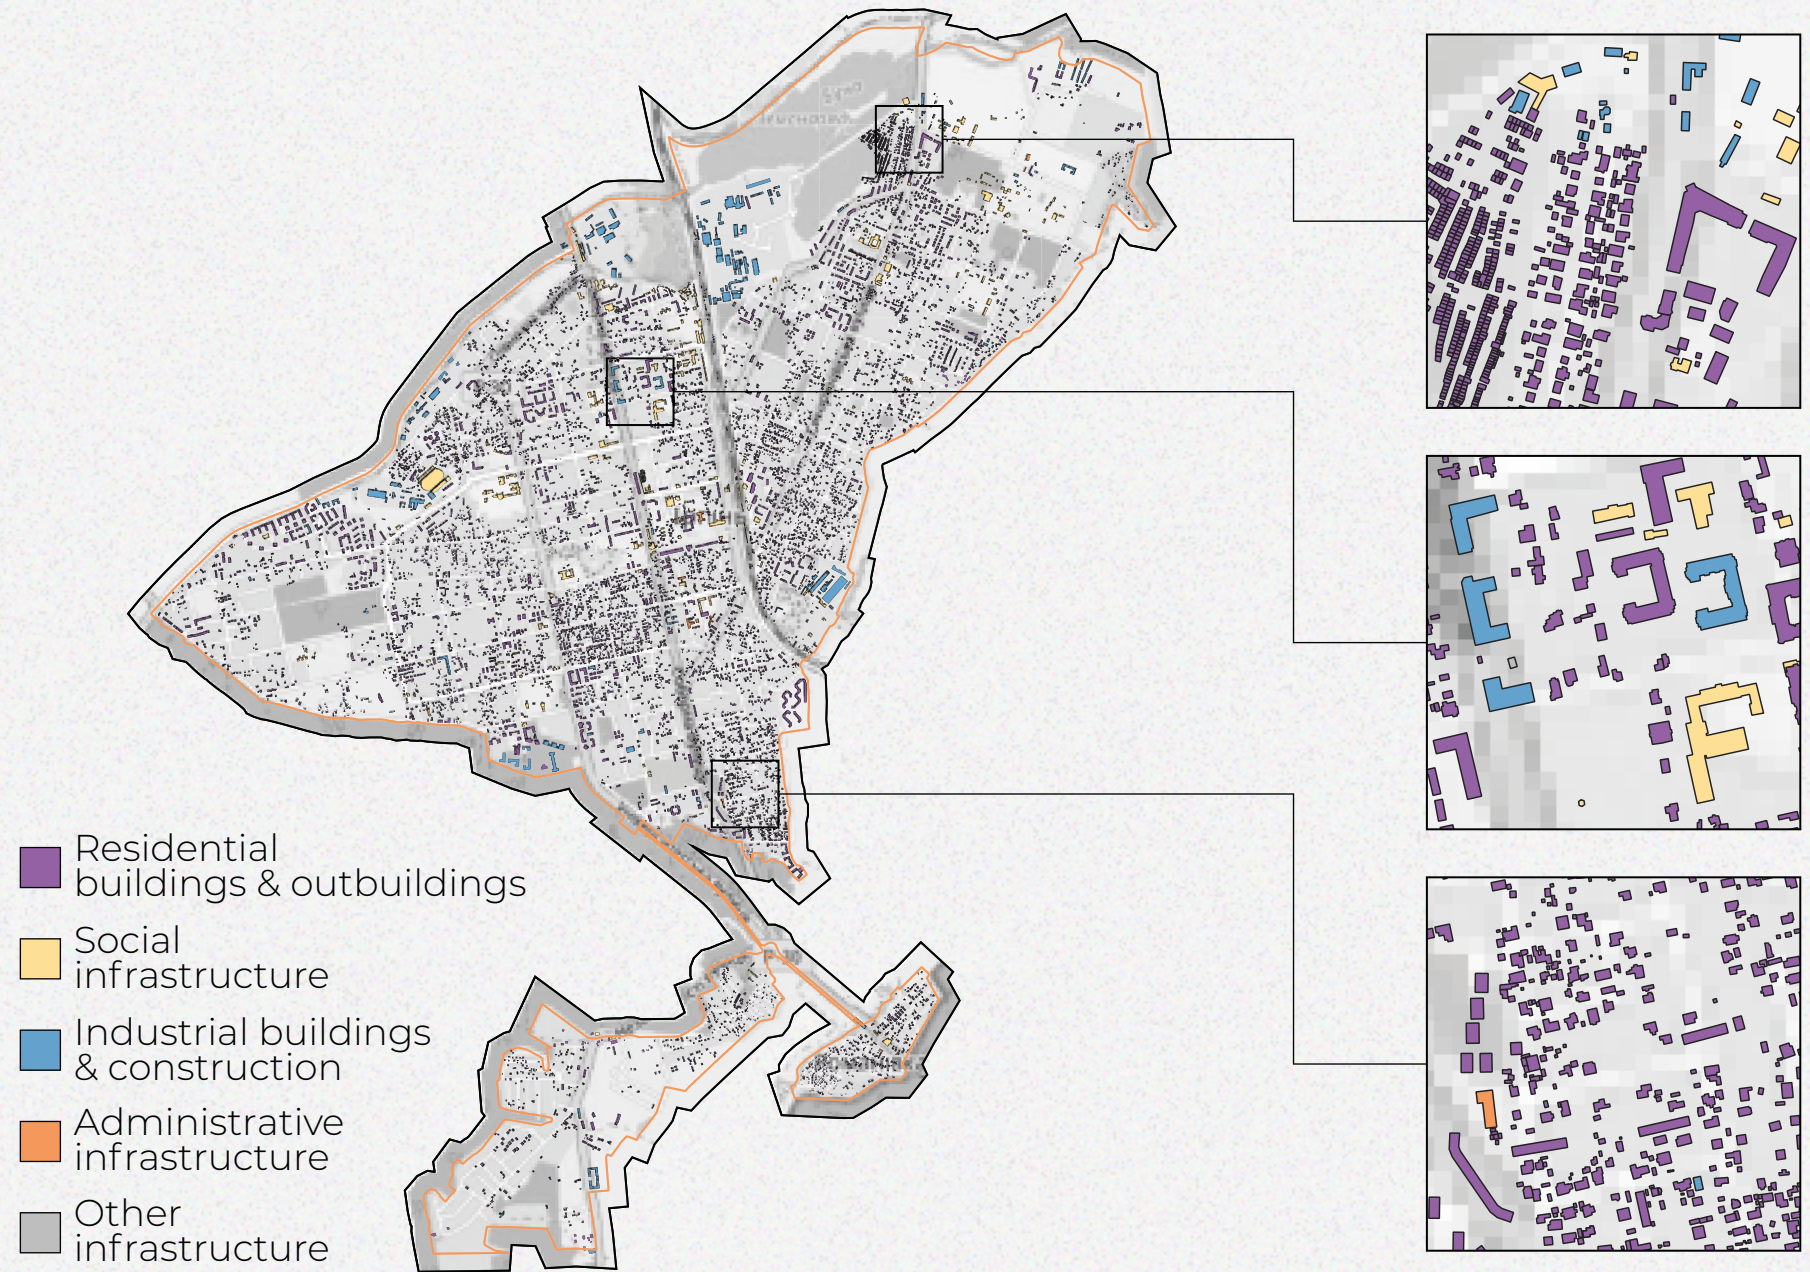 Residential
buildings & outbuildings
Social
infrastructure
Industrial buildings
& construction
Administrative
infrastructure
Other
infrastructure